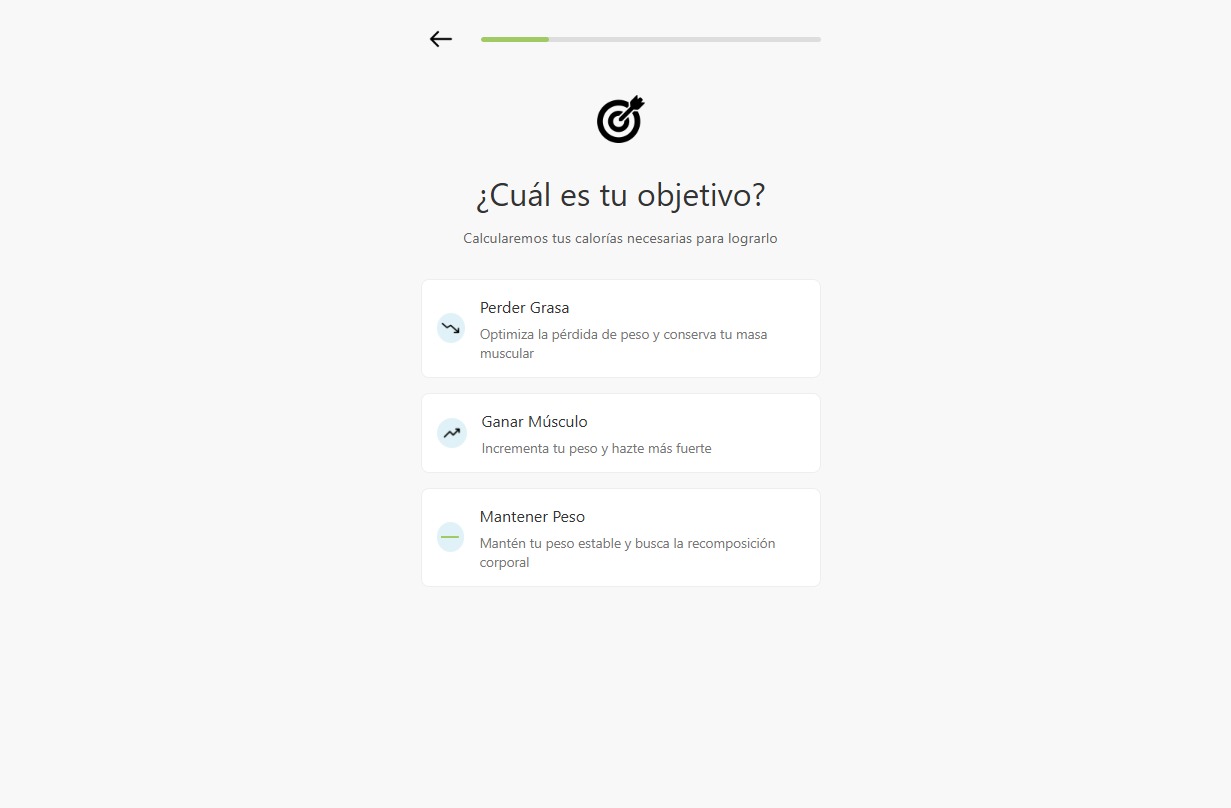 ¿Cuál es tu objetivo?
Calcularemos tus calorías necesarias para lograrlo
Perder Grasa
Optimiza la pérdida de peso y conserva tu masa
muscular
Ganar Músculo
Incrementa tu peso y hazte más fuerte
Mantener Peso
Mantén tu peso estable y busca la recomposición
corporal